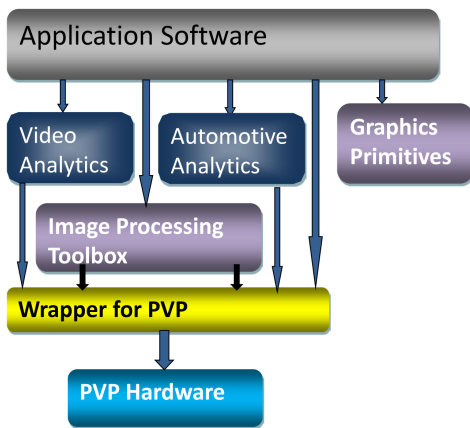 Application Software
Video
Analytics
Automotive
Analytics
Graphics
Primitives
Image Processing
Toolbox
Wrapper for PVP
PVP Hardware